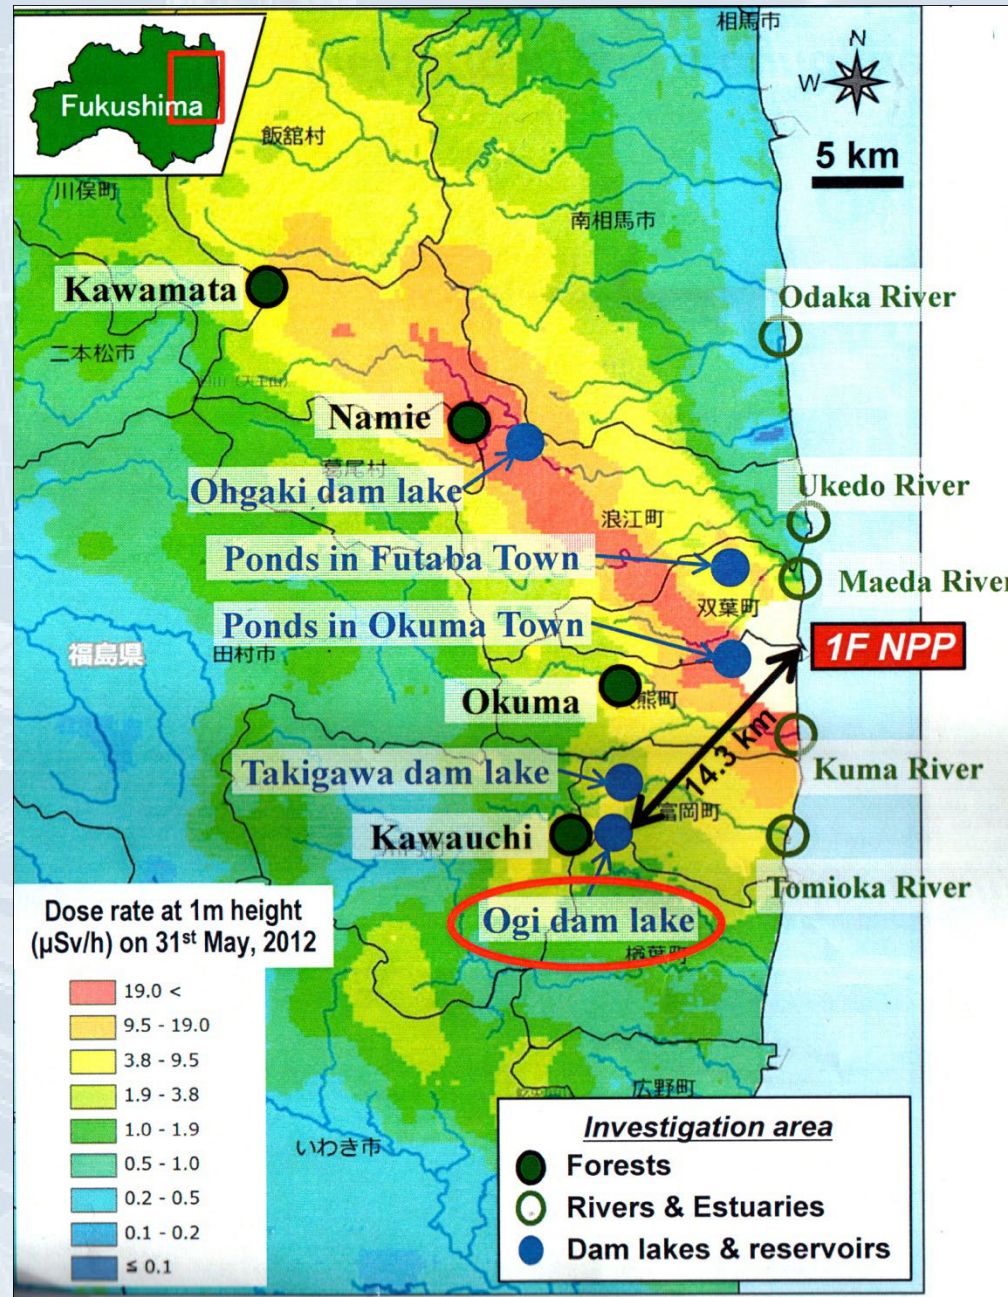 相馬市
N
W
Fukushima
飯舘村
5 km
川俣町
南相馬市
Kawamata
Odaka River
二本松市
Namie
葛尾村
Ohgaki dam lake
Ukedo River
浪江町
Ponds in Futaba Town
Maeda River
双葉町
Ponds in Okuma Town
1F NPP
福島県
田村市
Okuma
熊町
14.3 km
Takigawa dam lake
Kuma River
富岡町
Kawauchi
Tomioka River
Ogi dam lake
楢葉町
Dose rate at 1m height
(μSv/h) on 31st May, 2012
19.0 <
9.5 - 19.0
3.8 - 9.5
1.9 - 3.8
1.0 - 1.9
0.5 - 1.0
0.2 - 0.5
0.1 - 0.2
≤ 0.1
広野町
いわき市
Investigation area
Forests
Rivers & Estuaries
Dam lakes & reservoirs